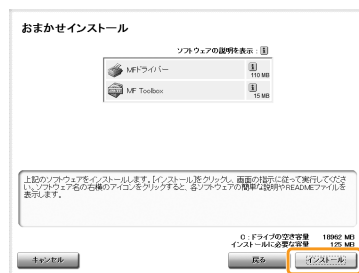 おまかせインストール
ソフトウェアの説明を表示 : i
MFドライバー
i
110 MB
MF Toolbox
i
15 MB
上記のソフトウェアをインストールします。[インストール]をクリックし、画面の指示に従って実行してくださ
い。ソフトウェア名の右横のアイコンをクリックすると、各ソフトウェアの簡単な説明やREADMEファイルを
表示します。
C : ドライブの空き容量 18962 MB
インストールに必要な容量 125 MB
キャンセル
戻る
インストール